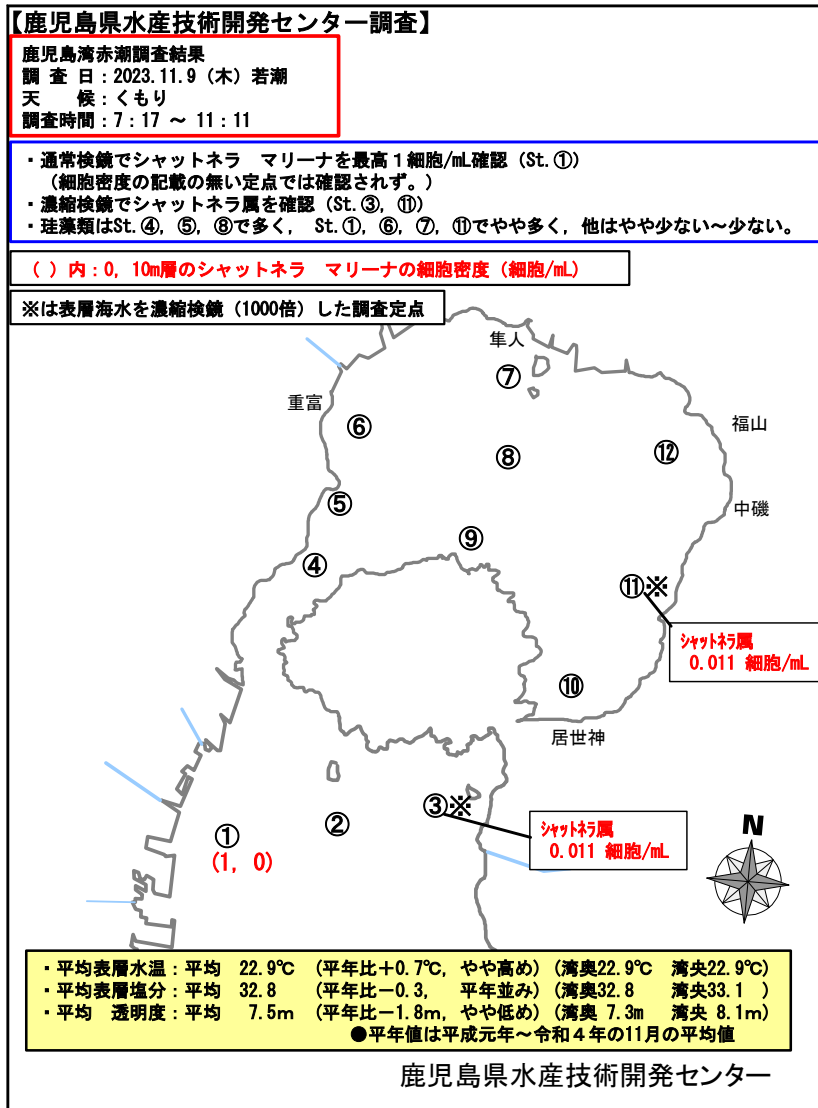 【鹿児島県水産技術開発センター調査】
鹿児島湾赤潮調査結果
調 査 日：2023.11.9（木）若潮
天　　候：くもり
調査時間：7：17 ～ 11：11
・通常検鏡でシャットネラ　マリーナを最高１細胞/mL確認（St.①）
（細胞密度の記載の無い定点では確認されず。）
・濃縮検鏡でシャットネラ属を確認（St.③，⑪）
・珪藻類はSt.④，⑤，⑧で多く，　St.①，⑥，⑦，⑪でやや多く，他はやや少ない～少ない。
（ ）内：0，10m層のシャットネラ　マリーナの細胞密度（細胞/mL）
※は表層海水を濃縮検鏡（1000倍）した調査定点
隼人
⑦
重富
⑥
福山
⑧
⑫
⑤
中磯
⑨
④
⑪※
シャットネラ属
0.011 細胞/mL
⑩
居世神
③※
②
①
(1, 0)
シャットネラ属
0.011 細胞/mL
N
・平均表層水温：平均　22.9℃　（平年比＋0.7℃，やや高め）（湾奥22.9℃　湾央22.9℃）
・平均表層塩分：平均　32.8　　（平年比－0.3，　平年並み）（湾奥32.8　　湾央33.1　）
・平均　透明度：平均　 7.5ｍ　（平年比－1.8ｍ，やや低め）（湾奥 7.3ｍ　 湾央 8.1ｍ）
●平年値は平成元年～令和４年の11月の平均値
鹿児島県水産技術開発センター